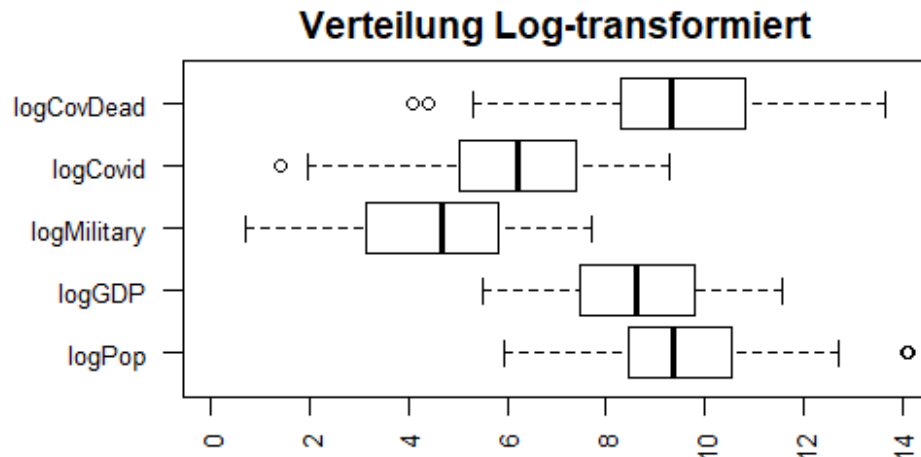 Verteilung Log-transformiert
logCovDead
logCovid
logMilitary
logGDP
logPop
0 2 4 6 8 10 12 14